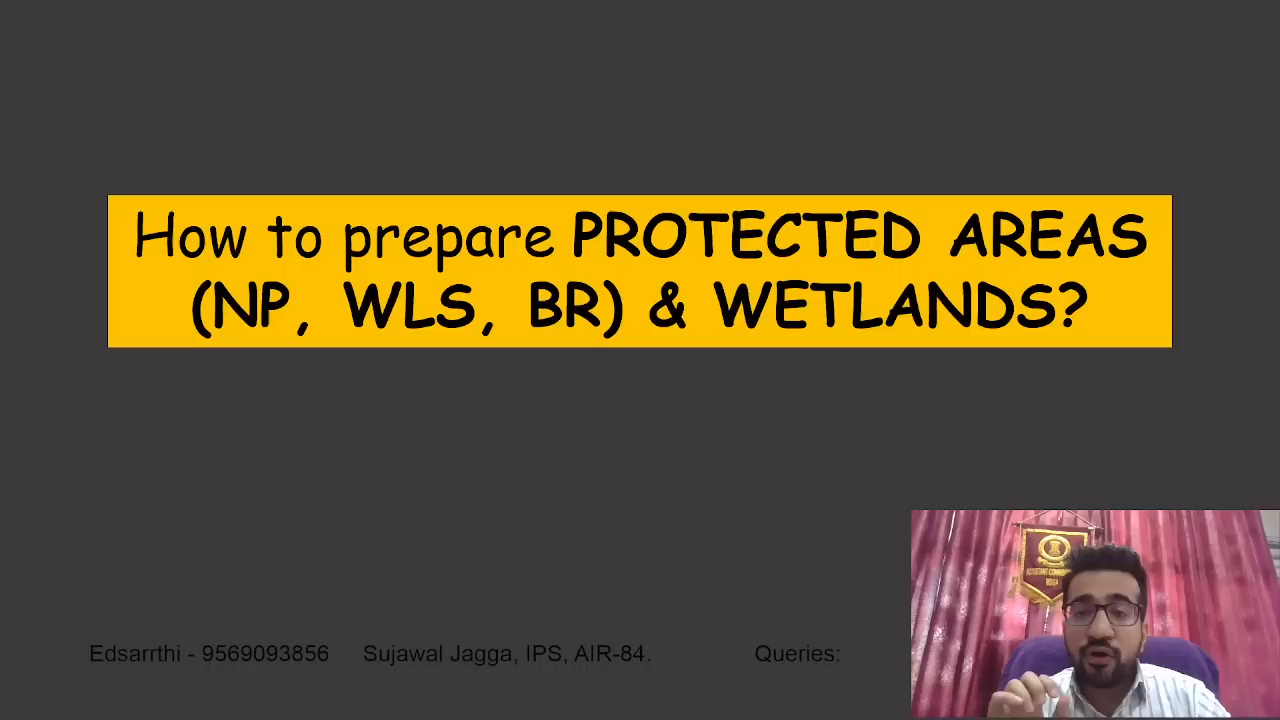 How to prepare PROTECTED AREAS
(NP, WLS, BR) & WETLANDS?
Edsarrthi - 9569093856 Sujawal Jagga, IPS, AIR-84. Queries: